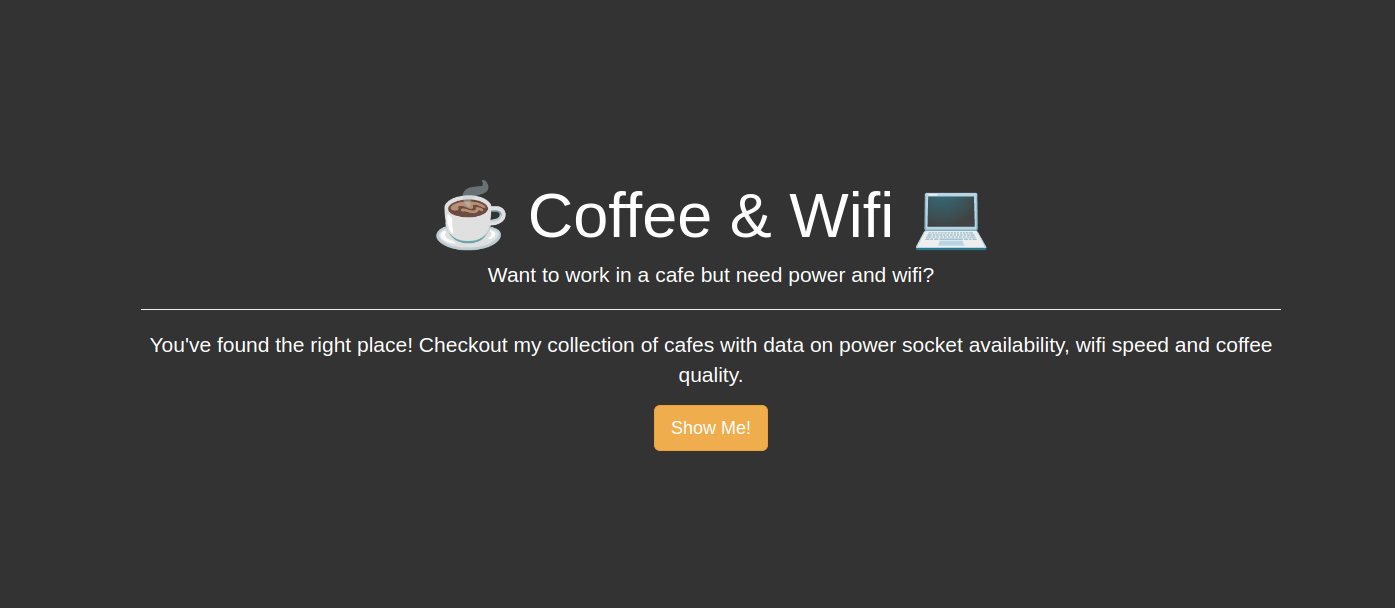 ☕ Coffee & Wifi 💻
Want to work in a cafe but need power and wifi?
You've found the right place! Checkout my collection of cafes with data on power socket availability, wifi speed and coffee
quality.
Show Me!